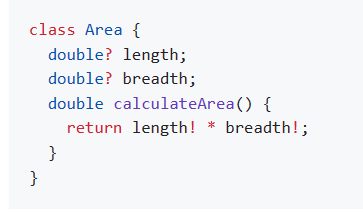 class Area {
  double? length;
  double? breadth;
  double calculateArea() {
    return length! * breadth!;
  }
}